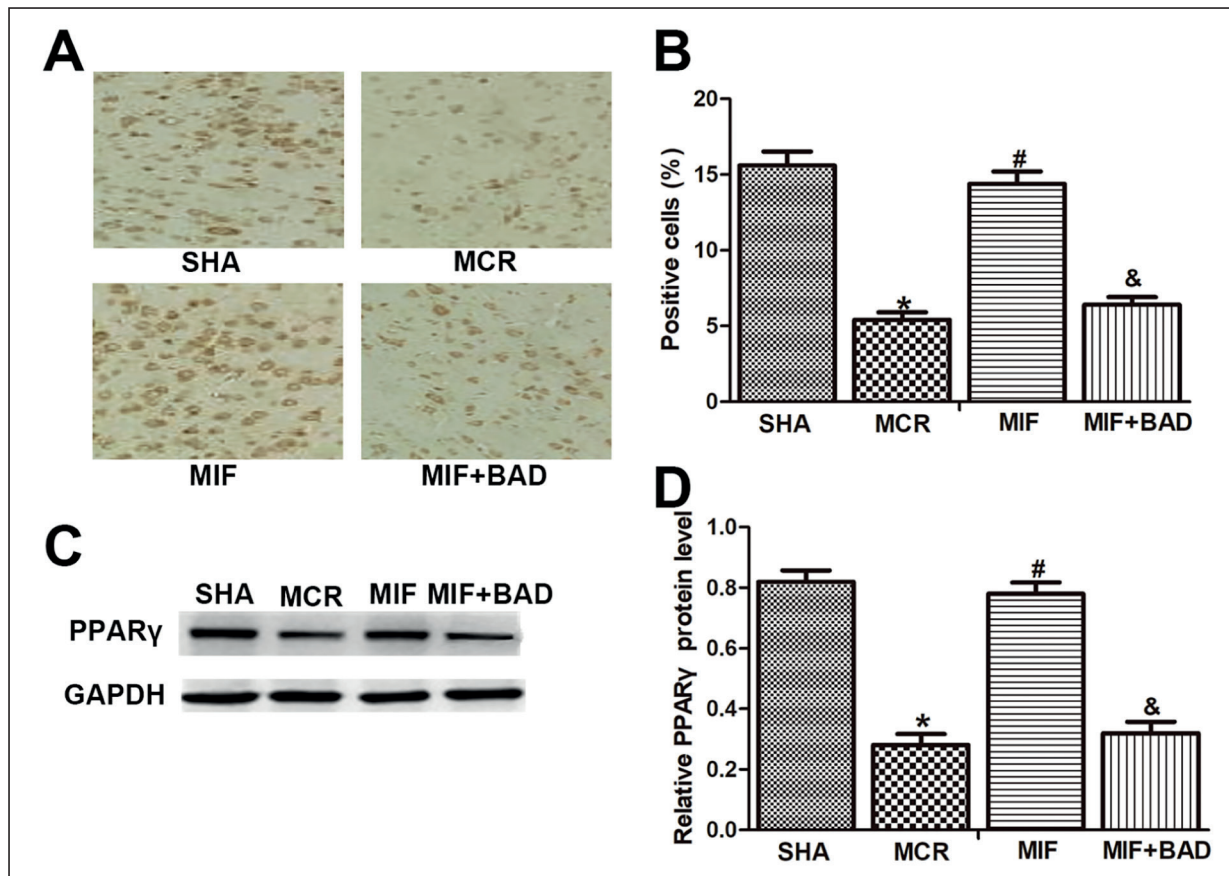 A
SHA
MCR
MIF
MIF+BAD
B
Positive cells (%)
20
15
10
5
0
*
#
&
SHA
MCR
MIF
MIF+BAD
C
SHA MCR MIF MIF+BAD
PPARγ
GAPDH
D
Relative PPARγ protein level
1.0
0.8
0.6
0.4
0.2
0.0
*
#
&
SHA
MCR
MIF
MIF+BAD